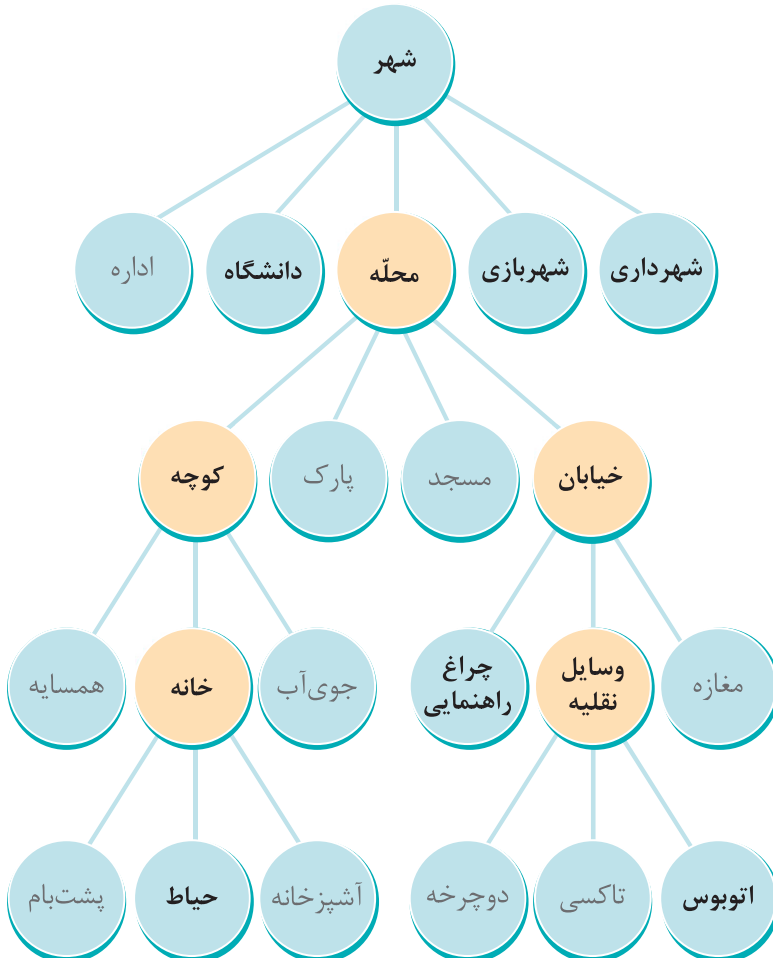 شهر
شهرداری
شهربازی
محلّه
دانشگاه
اداره
خیابان
مسجد
پارک
کوچه
مغازه
وسایل
نقلیه
چراغ
راهنمایی
جوی‌آب
خانه
همسایه
اتوبوس
تاکسی
دوچرخه
آشپزخانه
حیاط
پشت‌بام